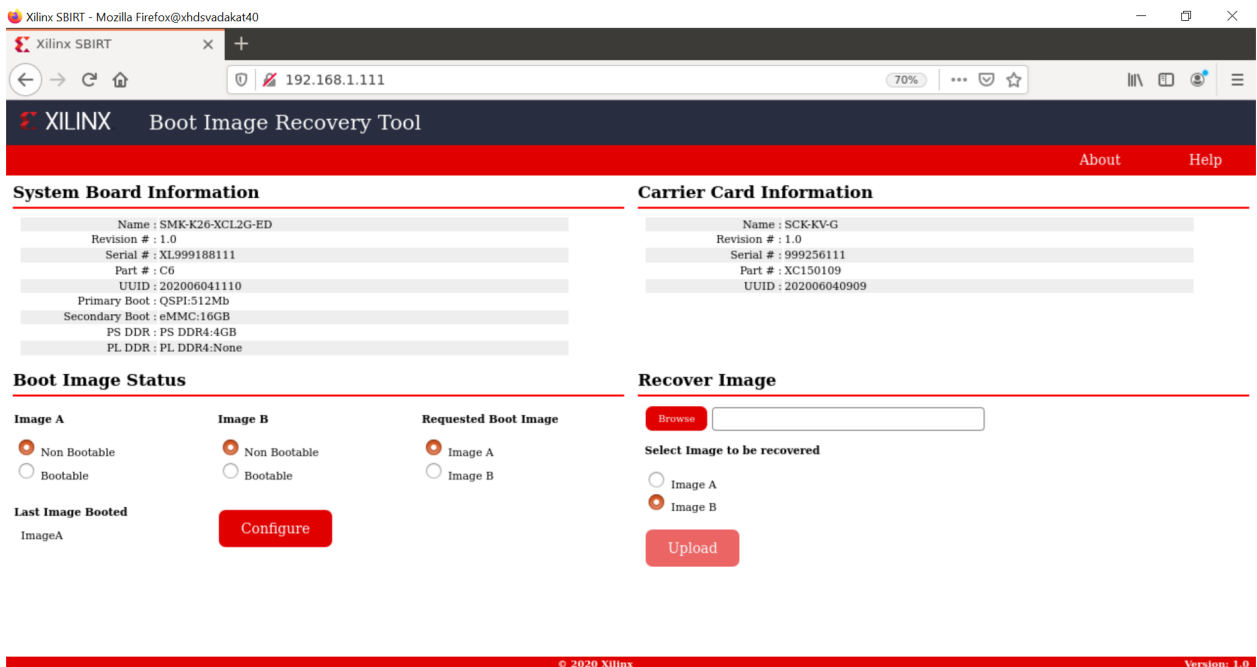 Xilinx SBIRT - Mozilla Firefox@xhdsvadakat40
Xilinx SBIRT
192.168.1.111
70%
XILINX Boot Image Recovery Tool
About Help
System Board Information
Name : SMK-K26-XCL2G-ED
Revision # : 1.0
Serial # : XL999188111
Part # : C6
UUID : 202006041110
Primary Boot : QSPI:512Mb
Secondary Boot : eMMC:16GB
PS DDR : PS DDR4:4GB
PL DDR : PL DDR4:None
Carrier Card Information
Name : SCK-KV-G
Revision # : 1.0
Serial # : 999256111
Part # : XC150109
UUID : 202006040909
Boot Image Status
Image A
Non Bootable
Bootable
Image B
Non Bootable
Bootable
Requested Boot Image
Image A
Image B
Last Image Booted
ImageA
Configure
Recover Image
Browse
Select Image to be recovered
Image A
Image B
Upload
© 2020 Xilinx
Version: 1.0